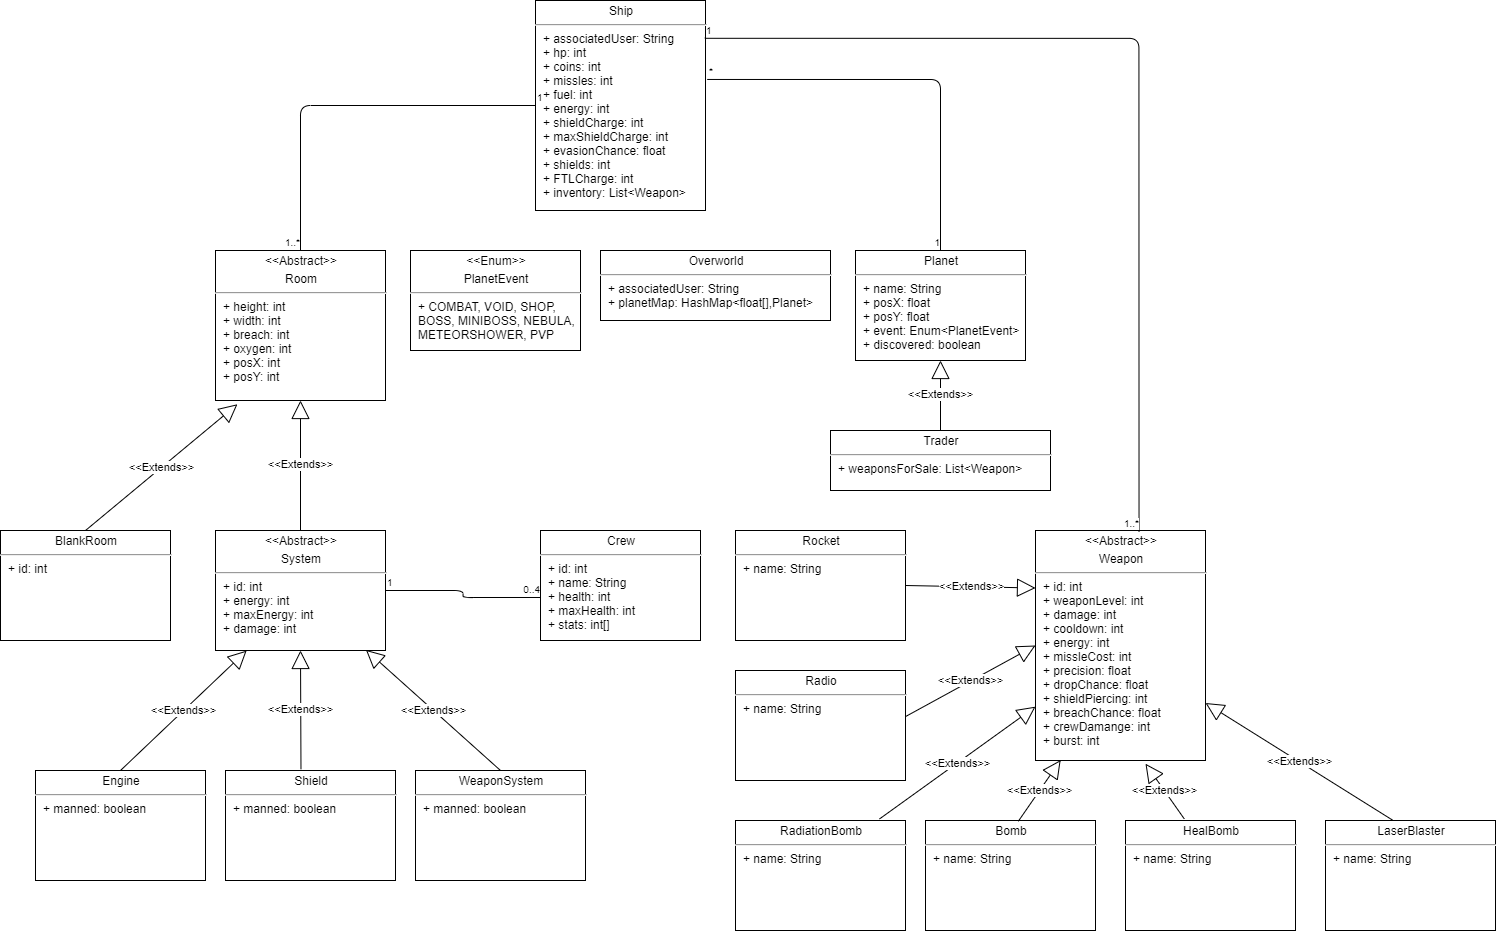 Ship
+ associatedUser: String
+ hp: int
+ coins: int
+ missles: int
+ fuel: int
+ energy: int
+ shieldCharge: int
+ maxShieldCharge: int
+ evasionChance: float
+ shields: int
+ FTLCharge: int
+ inventory: List<Weapon>
1
*
1
1..*
1
<<Abstract>>
Room
+ height: int
+ width: int
+ breach: int
+ oxygen: int
+ posX: int
+ posY: int
<<Enum>>
PlanetEvent
+ COMBAT, VOID, SHOP,
BOSS, MINIBOSS, NEBULA,
METEORSHOWER, PVP
Overworld
+ associatedUser: String
+ planetMap: HashMap<float[],Planet>
Planet
+ name: String
+ posX: float
+ posY: float
+ event: Enum<PlanetEvent>
+ discovered: boolean
<<Extends>>
Trader
+ weaponsForSale: List<Weapon>
<<Extends>>
<<Extends>>
1..*
BlankRoom
+ id: int
<<Abstract>>
System
+ id: int
+ energy: int
+ maxEnergy: int
+ damage: int
1
0..4
Crew
+ id: int
+ name: String
+ health: int
+ maxHealth: int
+ stats: int[]
Rocket
+ name: String
<<Extends>>
<<Abstract>>
Weapon
+ id: int
+ weaponLevel: int
+ damage: int
+ cooldown: int
+ energy: int
+ missleCost: int
+ precision: float
+ dropChance: float
+ shieldPiercing: int
+ breachChance: float
+ crewDamange: int
+ burst: int
Radio
+ name: String
<<Extends>>
<<Extends>>
<<Extends>>
<<Extends>>
<<Extends>>
<<Extends>>
<<Extends>>
<<Extends>>
Engine
+ manned: boolean
Shield
+ manned: boolean
WeaponSystem
+ manned: boolean
RadiationBomb
+ name: String
Bomb
+ name: String
HealBomb
+ name: String
LaserBlaster
+ name: String